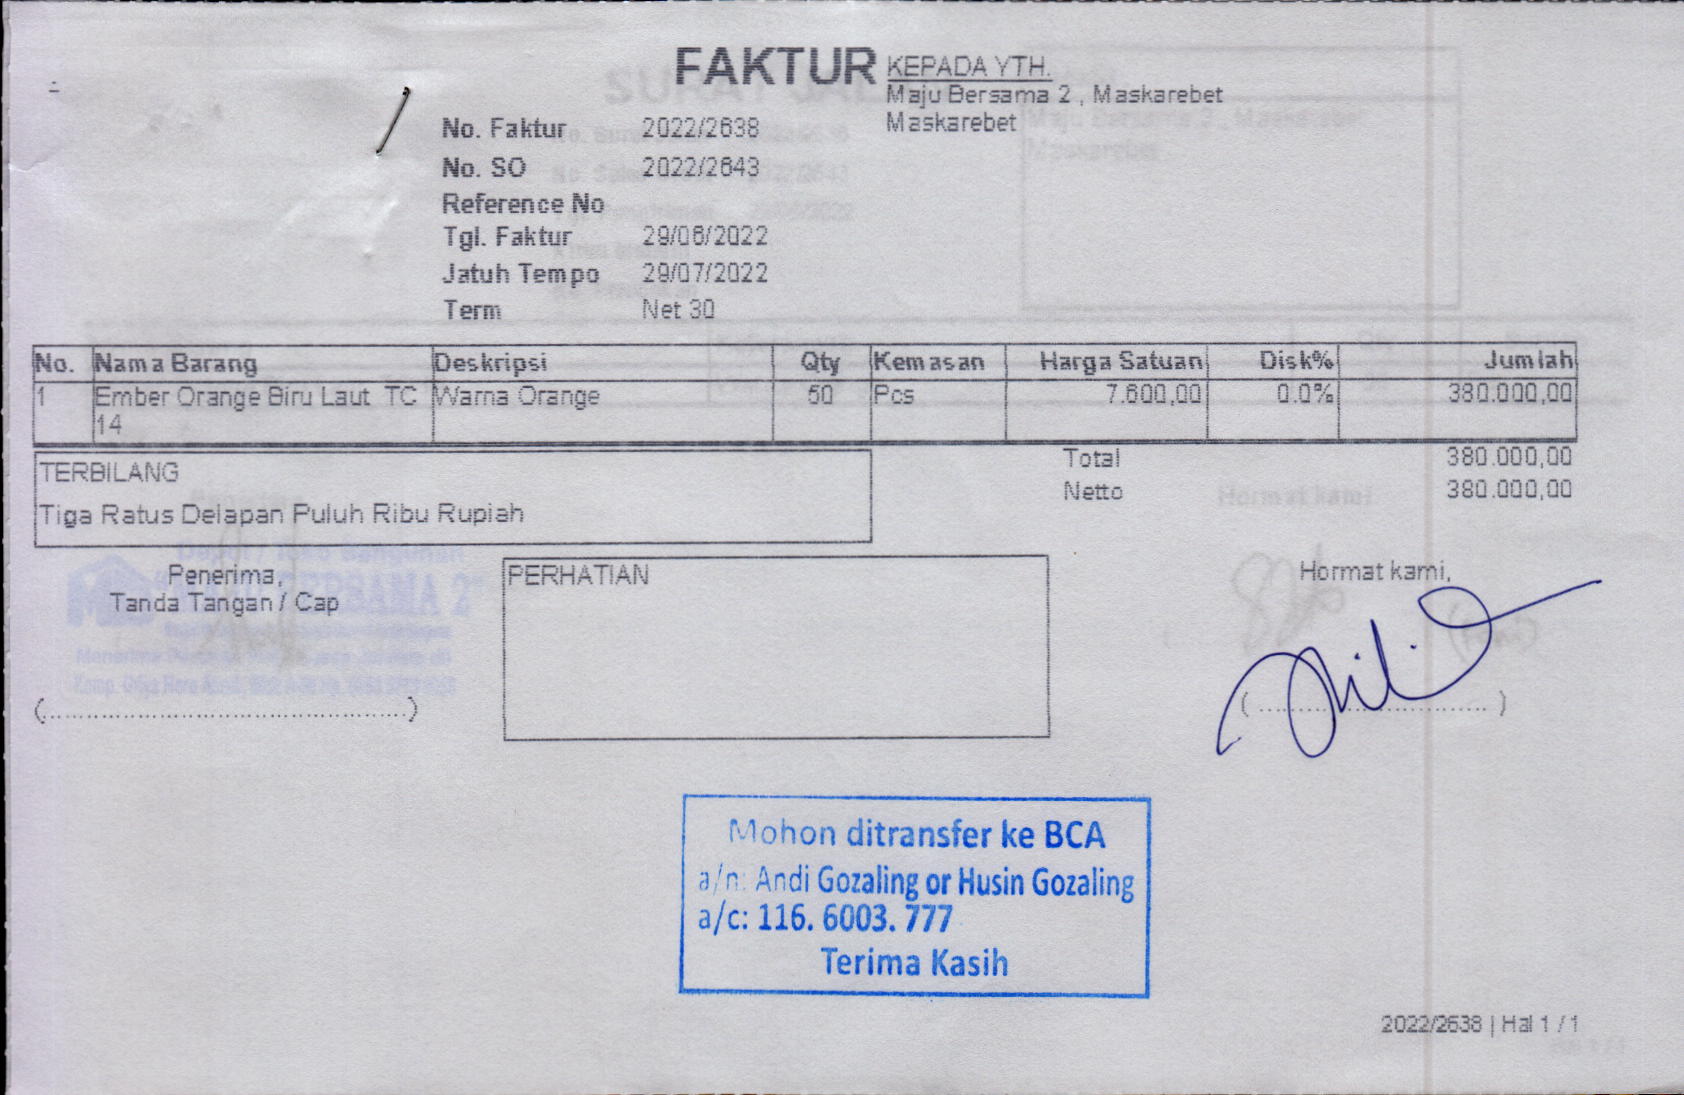 FAKTUR
KEPADA YTH.
Maju Bersama 2 , Maskarebet
Maskarebet
No. Faktur 2022/2638
No. SO 2022/2643
Reference No
Tgl. Faktur 29/06/2022
Jatuh Tempo 29/07/2022
Term Net 30
No. Nama Barang Deskripsi Qty Kemasan Harga Satuan Disk% Jumlah
1 Ember Orange Biru Laut TC Warna Orange 50 Pcs 7.600,00 0.0% 380.000,00
14
TERBILANG
Tiga Ratus Delapan Puluh Ribu Rupiah
Total 380.000,00
Netto 380.000,00
Penerima,
Tanda Tangan / Cap
PERHATIAN
Hormat kami,
Mohon ditransfer ke BCA
a/n: Andi Gozaling or Husin Gozaling
a/c: 116. 6003. 777
Terima Kasih
2022/2638 | Hal 1 / 1